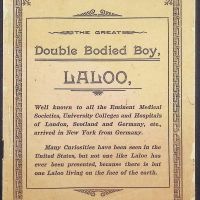 THE GREAT
Double Bodied Boy,
LALOO,
Well known to all the Eminent Medical
Societies, University Colleges and Hospitals
of London, Scotland and Germany, etc.,
arrived in New York from Germany.
Many Curiosities have been seen in the
United States, but not one like Laloo has
ever been presented, because there is but
one Laloo living on the face of the earth.